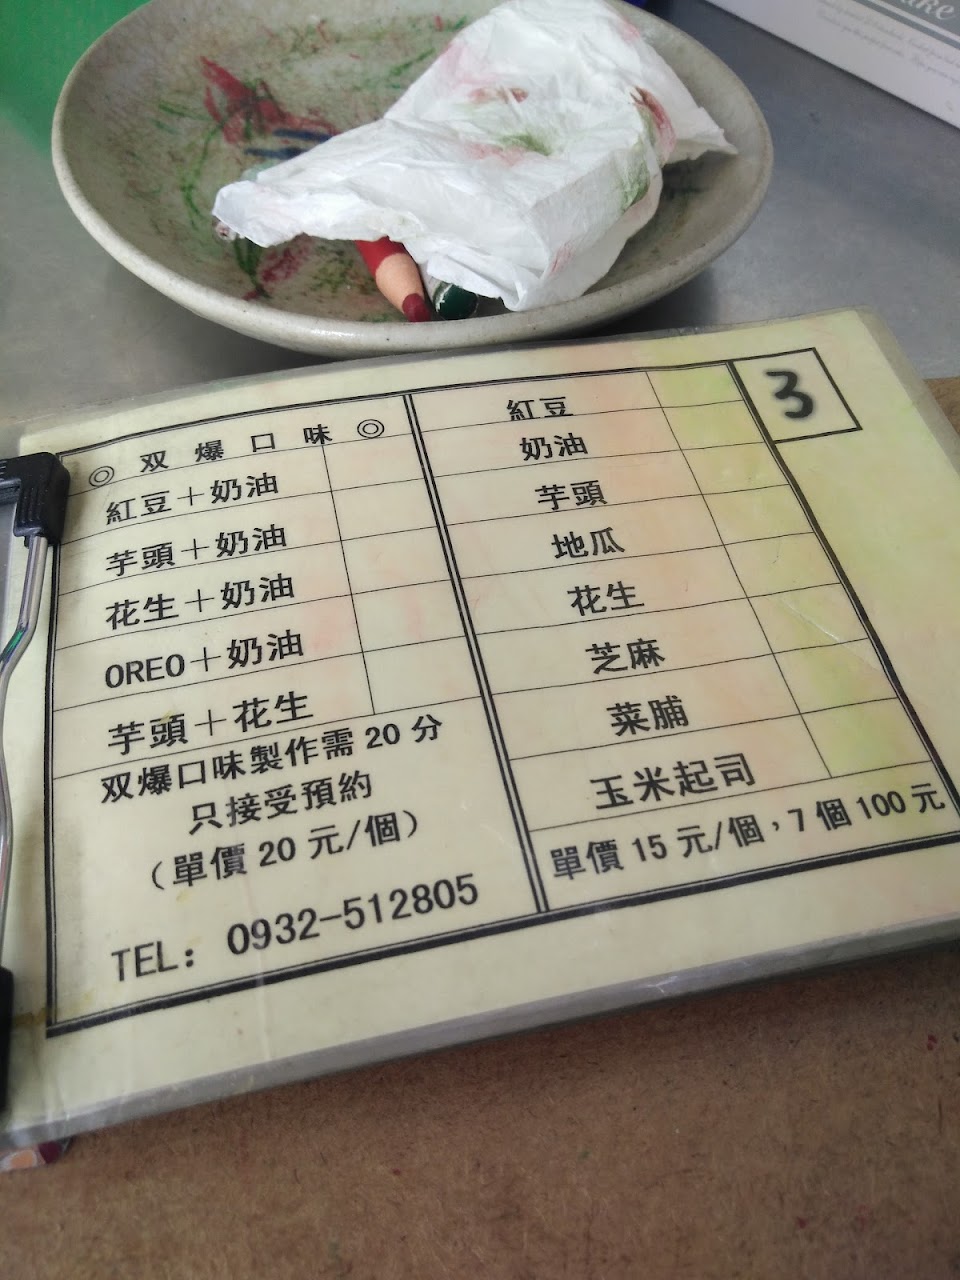 ◎ 双爆口味 ◎
紅豆＋奶油
芋頭＋奶油
花生＋奶油
OREO＋奶油
芋頭＋花生
双爆口味製作需 20 分
只接受預約
（單價 20 元/個）
TEL：0932-512805
紅豆
奶油
芋頭
地瓜
花生
芝麻
菜脯
玉米起司
單價 15 元/個，7 個 100 元
3